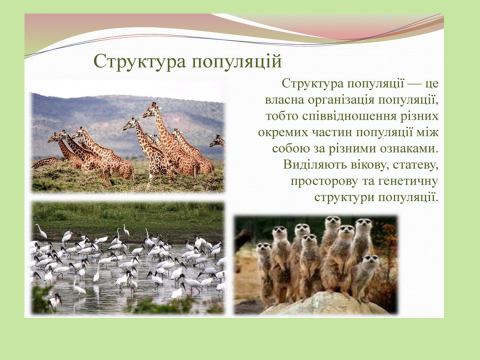 Структура популяцій
Структура популяції — це
власна організація популяції,
тобто співвідношення різних
окремих частин популяції між
собою за різними ознаками.
Виділяють вікову, статеву,
просторову та генетичну
структури популяції.